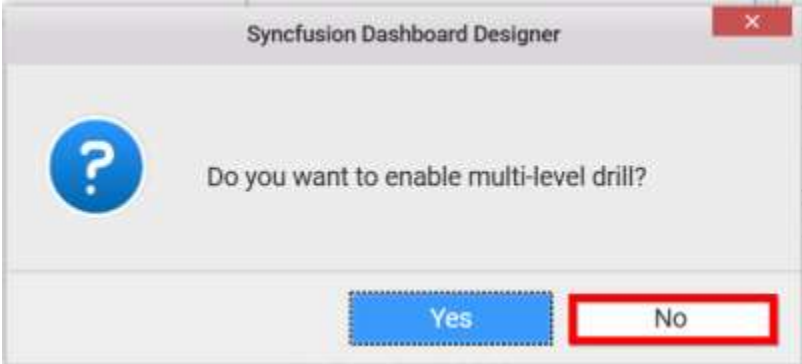 Syncfusion Dashboard Designer
Do you want to enable multi-level drill?
Yes
No